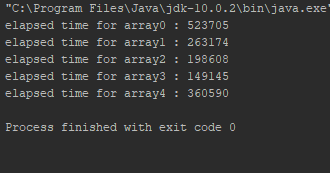 "C:\Program Files\Java\jdk-10.0.2\bin\java.exe"
elapsed time for array0 : 523705
elapsed time for array1 : 263174
elapsed time for array2 : 198608
elapsed time for array3 : 149145
elapsed time for array4 : 360590
Process finished with exit code 0